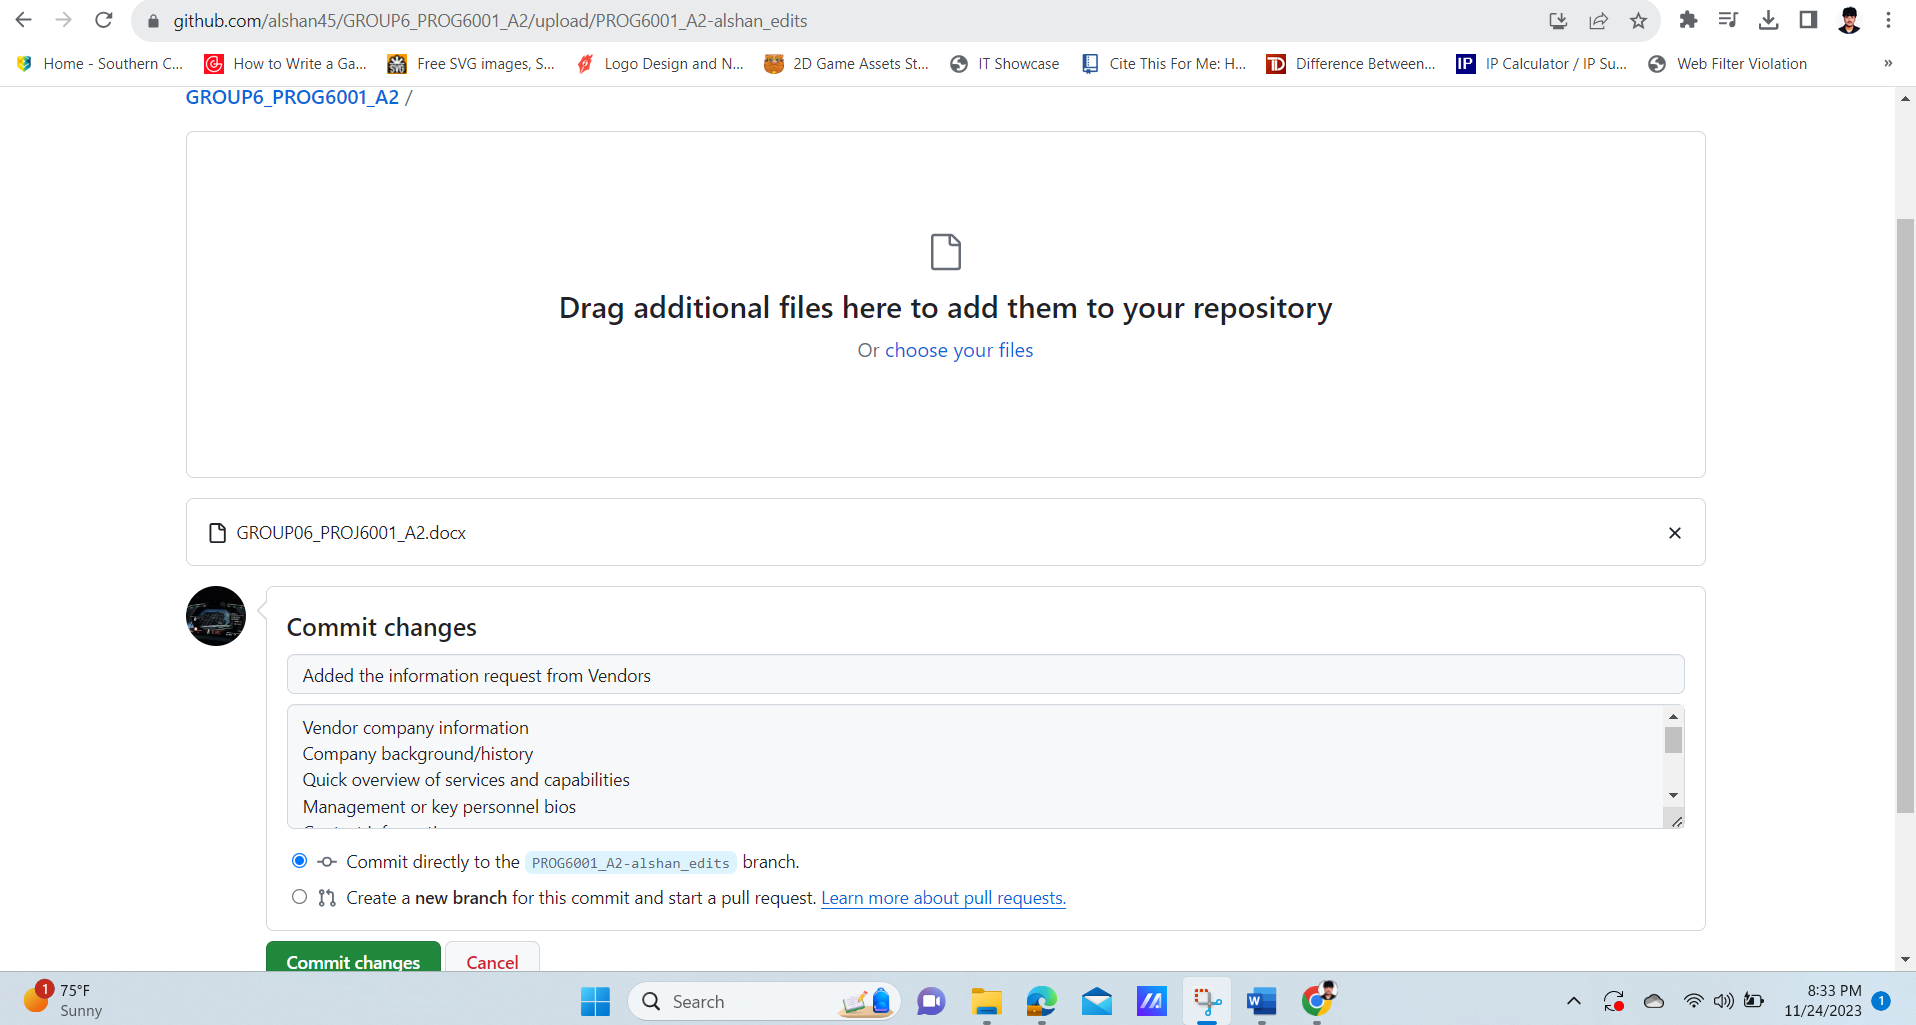 github.com/alshan45/GROUP6_PROG6001_A2/upload/PROG6001_A2-alshan_edits
Home - Southern C... How to Write a Ga... Free SVG images, S... Logo Design and N... 2D Game Assets St... IT Showcase Cite This For Me: H... TD Difference Between... IP IP Calculator / IP Su... Web Filter Violation »
GROUP6_PROG6001_A2 /
Drag additional files here to add them to your repository
Or choose your files
GROUP06_PROJ6001_A2.docx
Commit changes
Added the information request from Vendors
Vendor company information
Company background/history
Quick overview of services and capabilities
Management or key personnel bios
Commit directly to the PROG6001_A2-alshan_edits branch.
Create a new branch for this commit and start a pull request. Learn more about pull requests.
Commit changes Cancel
1 75°F
Sunny
Search
8:33 PM
11/24/2023
1